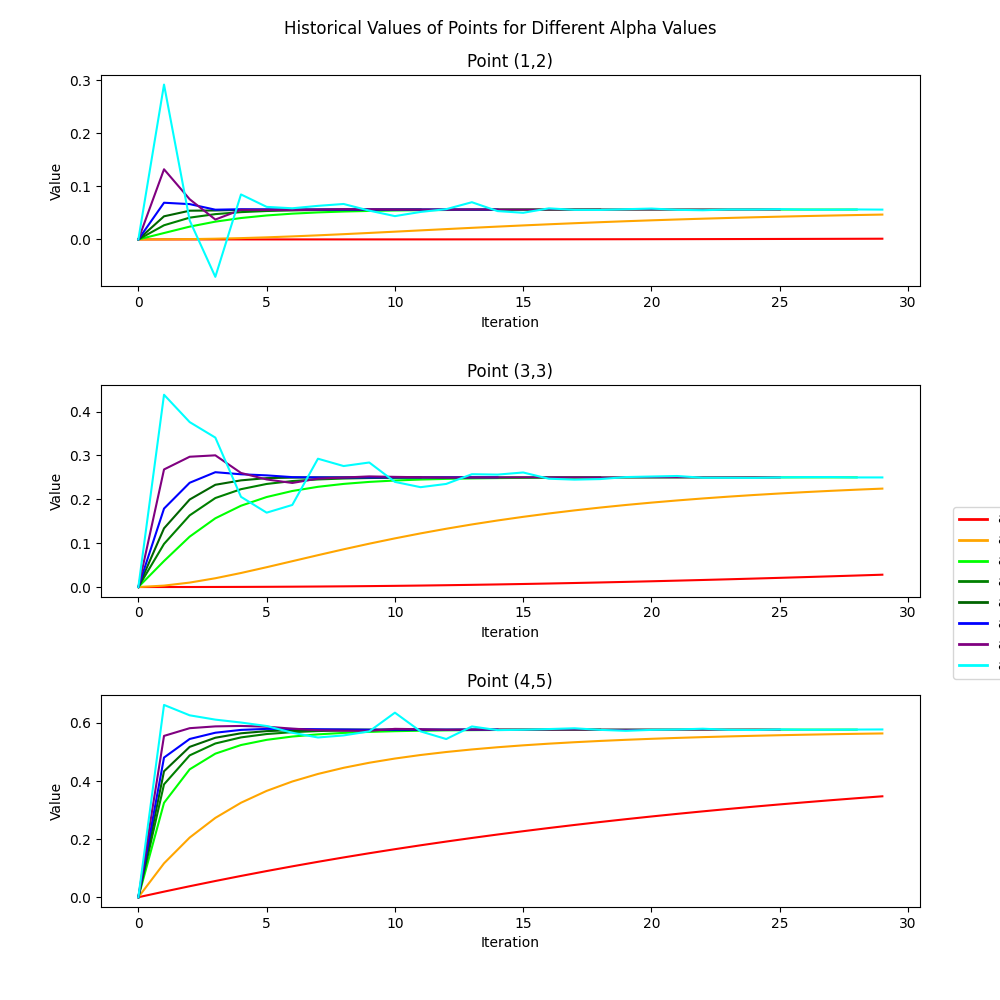 Historical Values of Points for Different Alpha Values
Point (1,2)
0.3
0.2
0.1
0.0
Value
0 5 10 15 20 25 30
Iteration
Point (3,3)
0.4
0.3
0.2
0.1
0.0
Value
0 5 10 15 20 25 30
Iteration
Point (4,5)
0.6
0.4
0.2
0.0
Value
0 5 10 15 20 25 30
Iteration